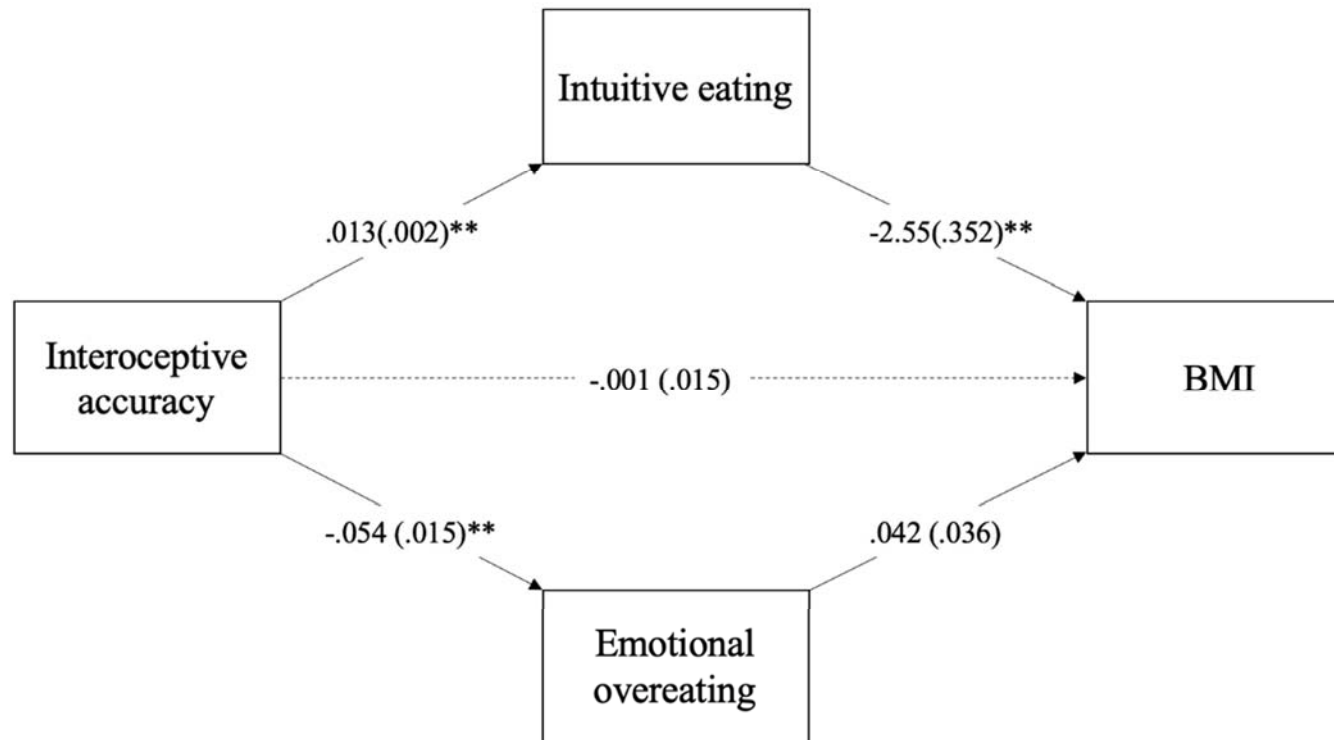 Intuitive eating
.013(.002)**
-2.55(.352)**
Interoceptive
accuracy
-.001 (.015)
BMI
-.054 (.015)**
.042 (.036)
Emotional
overeating